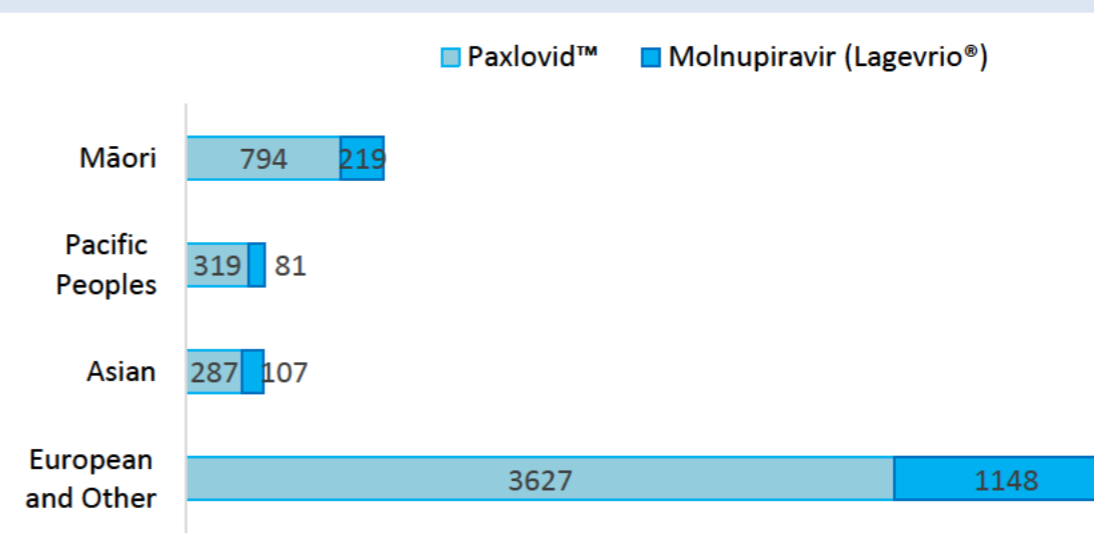 Paxlovid™ Molnupiravir (Lagevrio®)
Māori 794 219
Pacific
Peoples 319 81
Asian 287 107
European
and Other 3627 1148